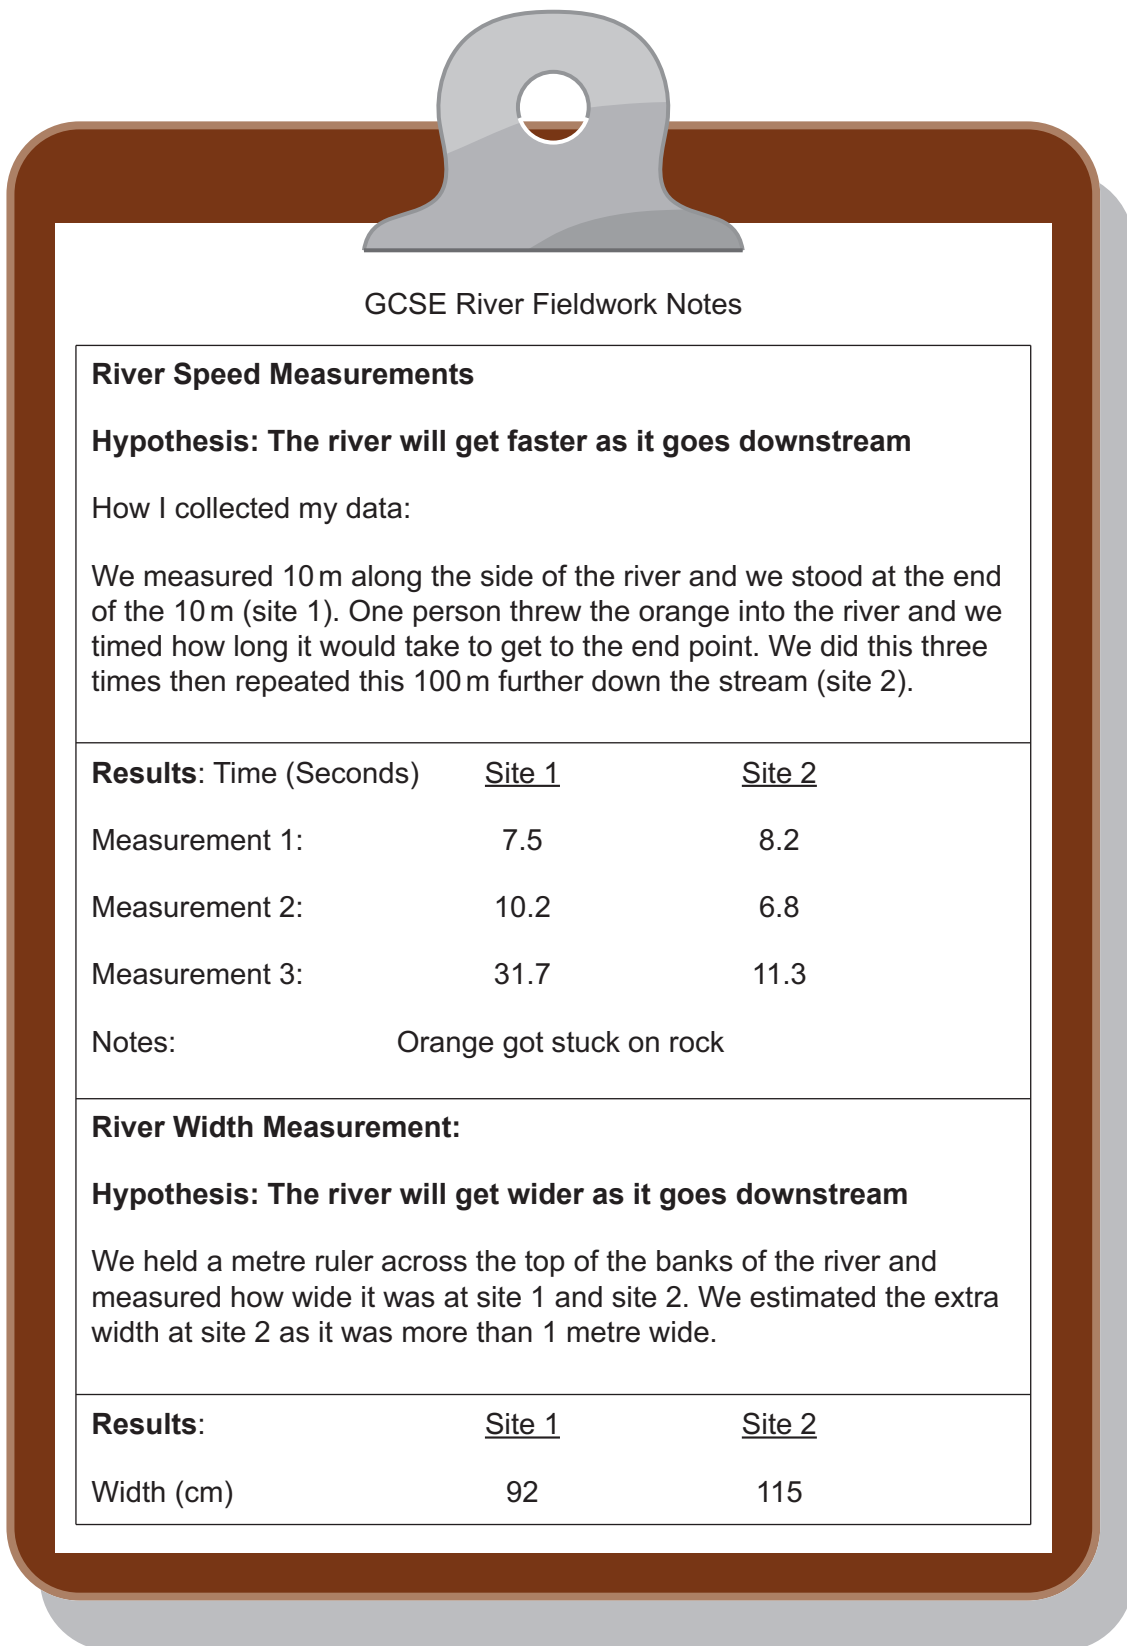 GCSE River Fieldwork Notes
River Speed Measurements
Hypothesis: The river will get faster as it goes downstream
How I collected my data:
We measured 10 m along the side of the river and we stood at the end
of the 10 m (site 1). One person threw the orange into the river and we
timed how long it would take to get to the end point. We did this three
times then repeated this 100 m further down the stream (site 2).
Results: Time (Seconds) Site 1 Site 2
Measurement 1: 7.5 8.2
Measurement 2: 10.2 6.8
Measurement 3: 31.7 11.3
Notes: Orange got stuck on rock
River Width Measurement:
Hypothesis: The river will get wider as it goes downstream
We held a metre ruler across the top of the banks of the river and
measured how wide it was at site 1 and site 2. We estimated the extra
width at site 2 as it was more than 1 metre wide.
Results: Site 1 Site 2
Width (cm) 92 115